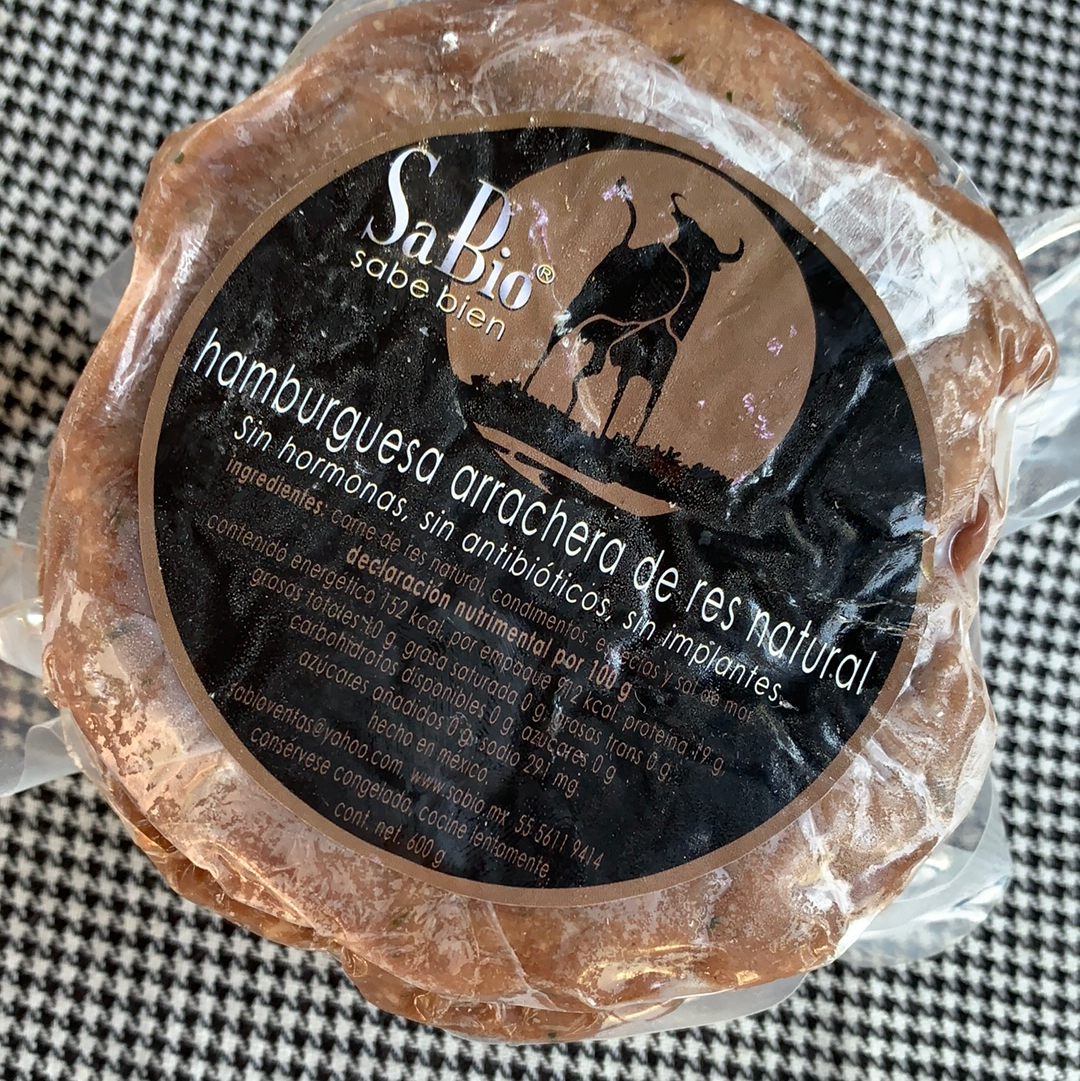 SaBio®
sabe bien
hamburguesa arrachera de res natural
Sin hormonas, sin antibióticos, sin implantes.
ingredientes: carne de res natural, condimentos, especias y sal de mar
declaración nutrimental por 100 g
contenido energético 152 kcal, por empaque 912 kcal, proteína 19 g,
grasas totales 10 g, grasa saturada 0 g, grasas trans 0 g,
carbohidratos disponibles 0 g, azúcares 0 g
azúcares añadidos 0 g, sodio 291 mg.
hecho en méxico.
sabioventas@yahoo.com www.sabio.mx 55 5611 9414
consérvese congelada, cocine lentamente
cont. net. 600 g